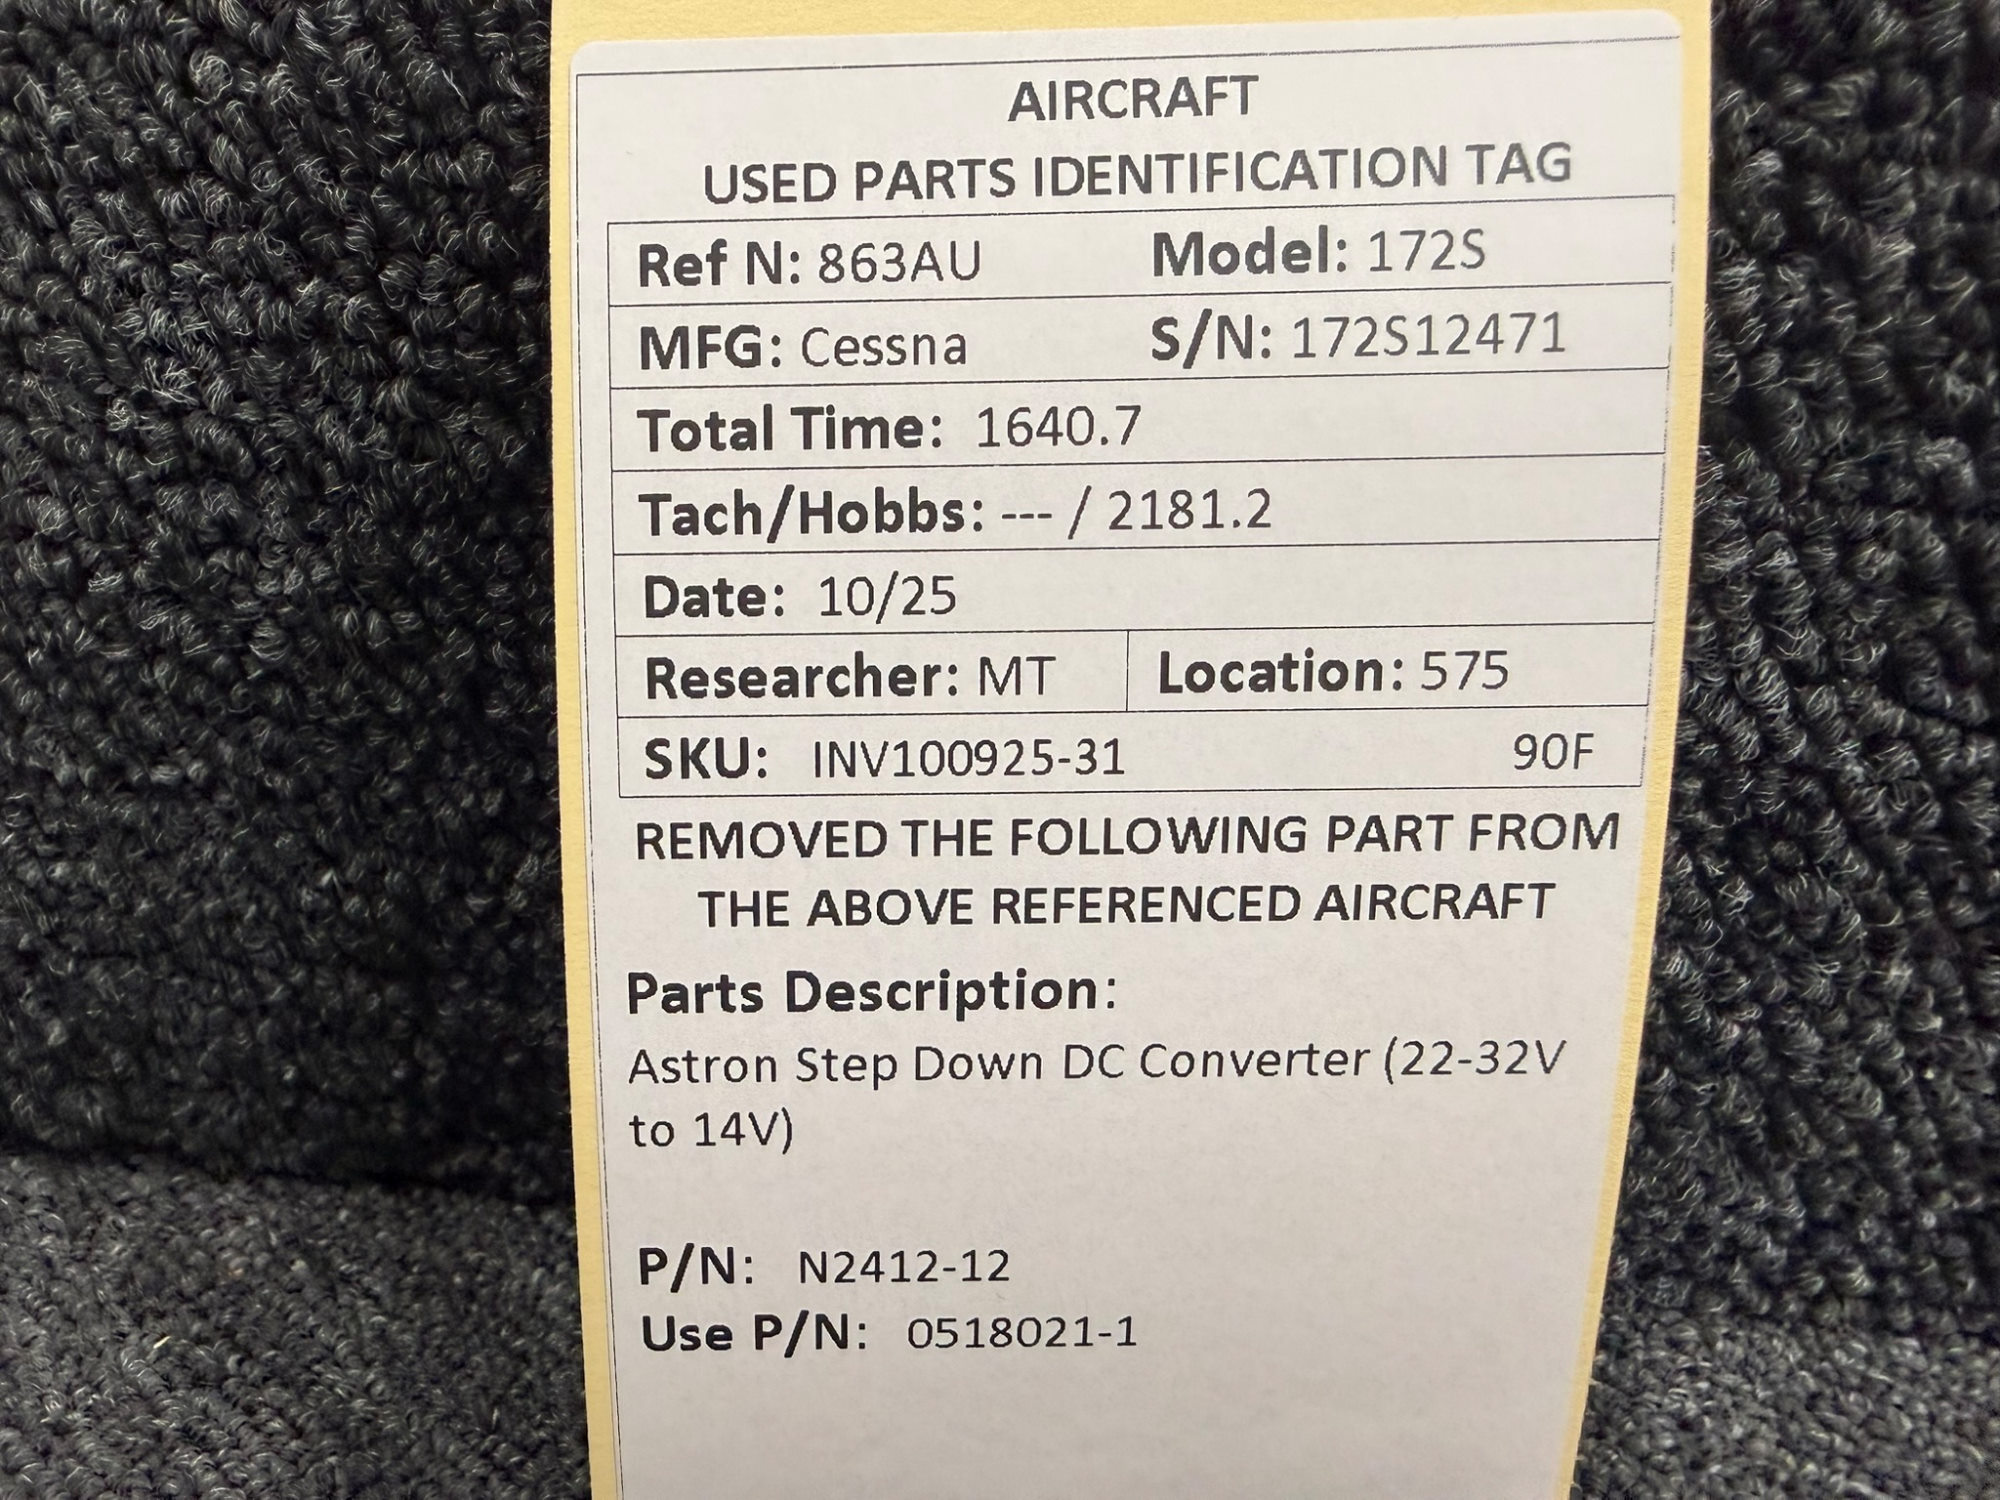 AIRCRAFT
USED PARTS IDENTIFICATION TAG
Ref N: 863AU Model: 172S
MFG: Cessna S/N: 172S12471
Total Time: 1640.7
Tach/Hobbs: --- / 2181.2
Date: 10/25
Researcher: MT Location: 575
SKU: INV100925-31 90F
REMOVED THE FOLLOWING PART FROM
THE ABOVE REFERENCED AIRCRAFT
Parts Description:
Astron Step Down DC Converter (22-32V
to 14V)
P/N: N2412-12
Use P/N: 0518021-1